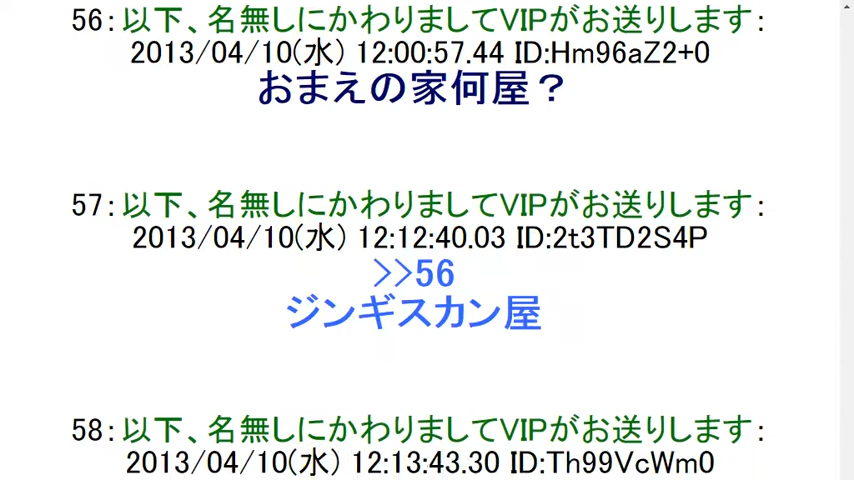 56：以下、名無しにかわりましてVIPがお送りします：
2013/04/10(水) 12:00:57.44 ID:Hm96aZ2+0
おまえの家何屋？
57：以下、名無しにかわりましてVIPがお送りします：
2013/04/10(水) 12:12:40.03 ID:2t3TD2S4P
>>56
ジンギスカン屋
58：以下、名無しにかわりましてVIPがお送りします：
2013/04/10(水) 12:13:43.30 ID:Th99VcWm0